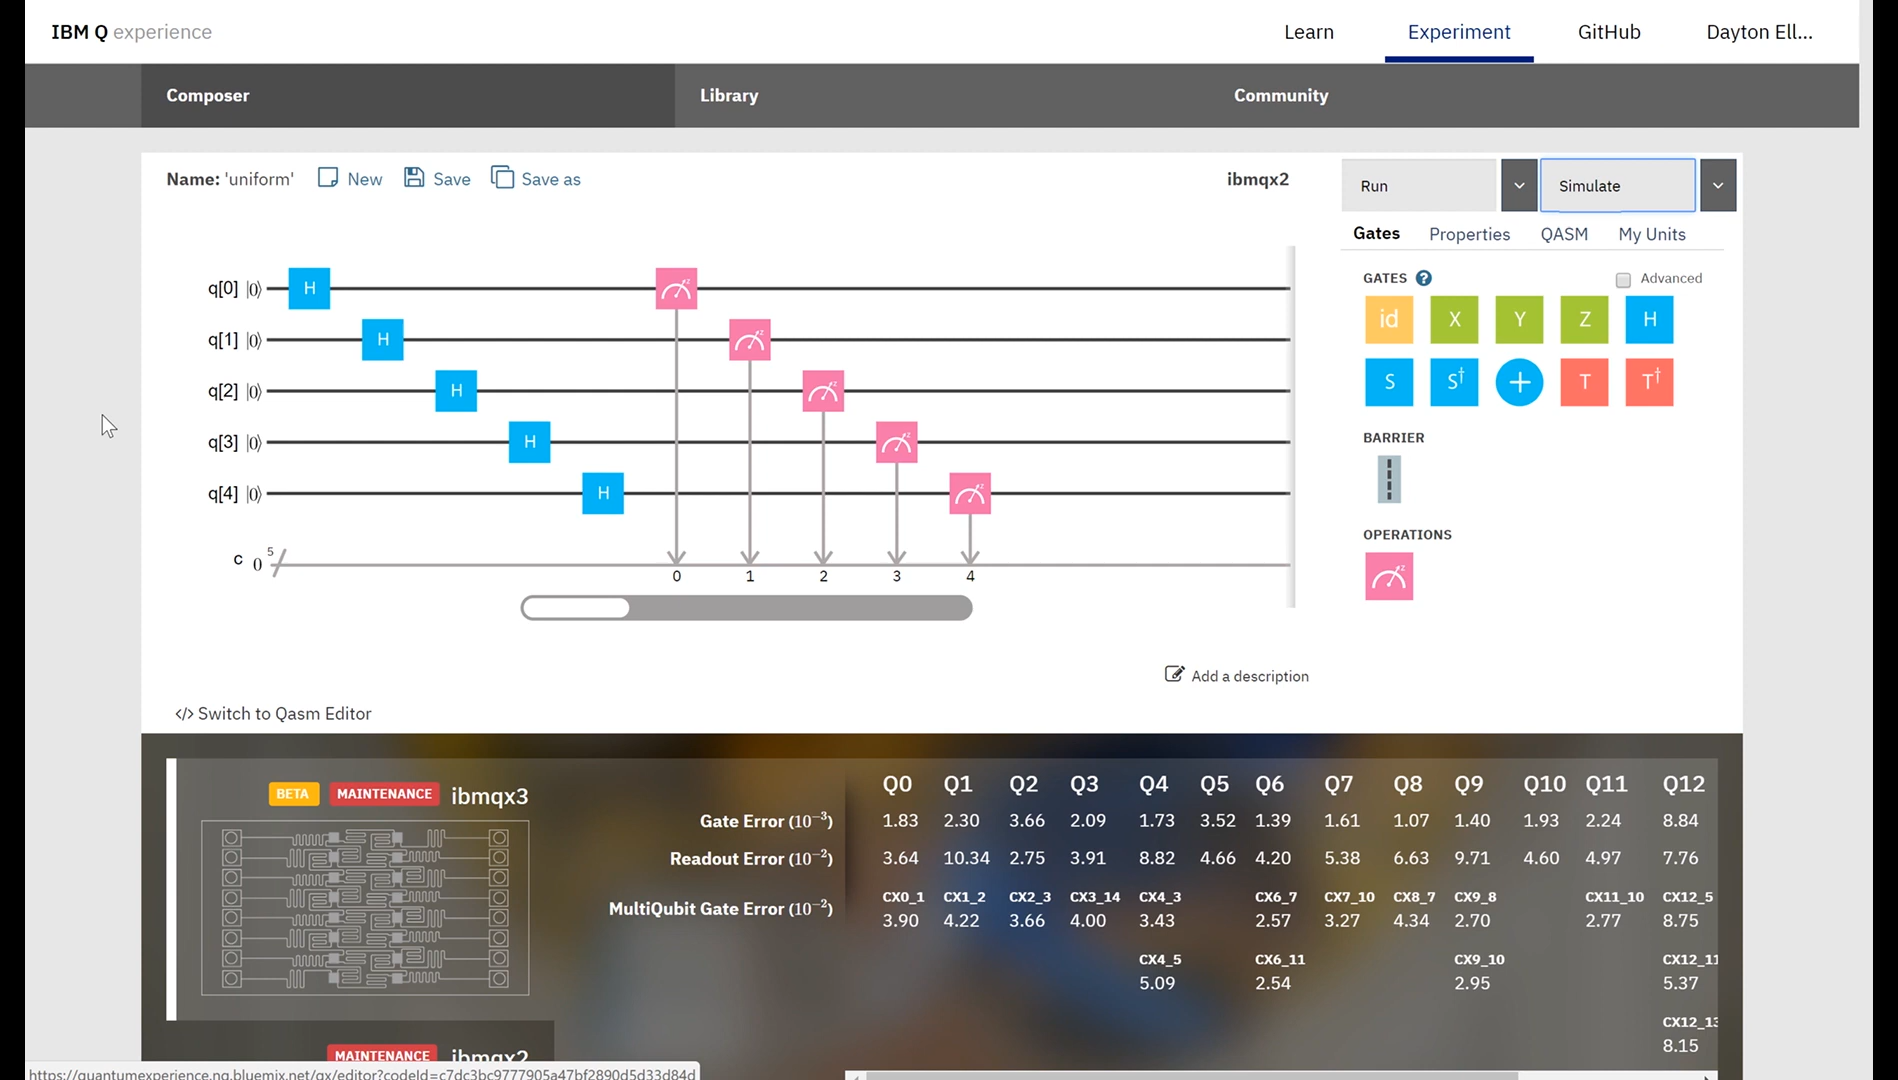 IBM Q experience
Learn Experiment GitHub Dayton Ell...
Composer Library Community
Name: 'uniform' New Save Save as ibmqx2
Run Simulate
Gates Properties QASM My Units
GATES ? Advanced
id X Y Z H
S S† + T T†
BARRIER
OPERATIONS
z
q[0] |0⟩ H z
q[1] |0⟩ H z
q[2] |0⟩ H z
q[3] |0⟩ H z
q[4] |0⟩ H z
c 0 5
0 1 2 3 4
Add a description
</> Switch to Qasm Editor
BETA MAINTENANCE ibmqx3
Q0 Q1 Q2 Q3 Q4 Q5 Q6 Q7 Q8 Q9 Q10 Q11 Q12
Gate Error (10⁻³) 1.83 2.30 3.66 2.09 1.73 3.52 1.39 1.61 1.07 1.40 1.93 2.24 8.84
Readout Error (10⁻²) 3.64 10.34 2.75 3.91 8.82 4.66 4.20 5.38 6.63 9.71 4.60 4.97 7.76
CX0_1 CX1_2 CX2_3 CX3_14 CX4_3 CX6_7 CX7_10 CX8_7 CX9_8 CX11_10 CX12_5
MultiQubit Gate Error (10⁻²) 3.90 4.22 3.66 4.00 3.43 2.57 3.27 4.34 2.70 2.77 8.75
CX4_5 CX6_11 CX9_10 CX12_11
5.09 2.54 2.95 5.37
CX12_13
8.15
MAINTENANCE ibmqx2
https://quantumexperience.ng.bluemix.net/qx/editor?codeId=c7dc3bc9777905a47bf2890d5d33d84d